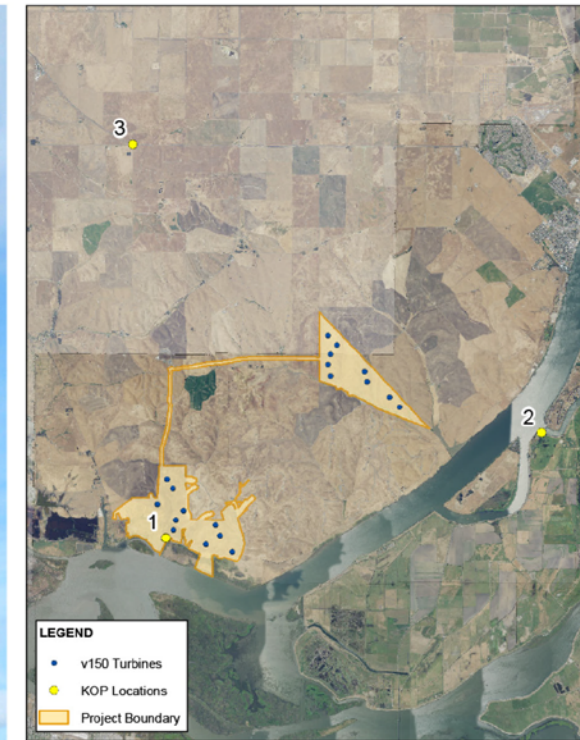 3
2
1
LEGEND
v150 Turbines
KOP Locations
Project Boundary